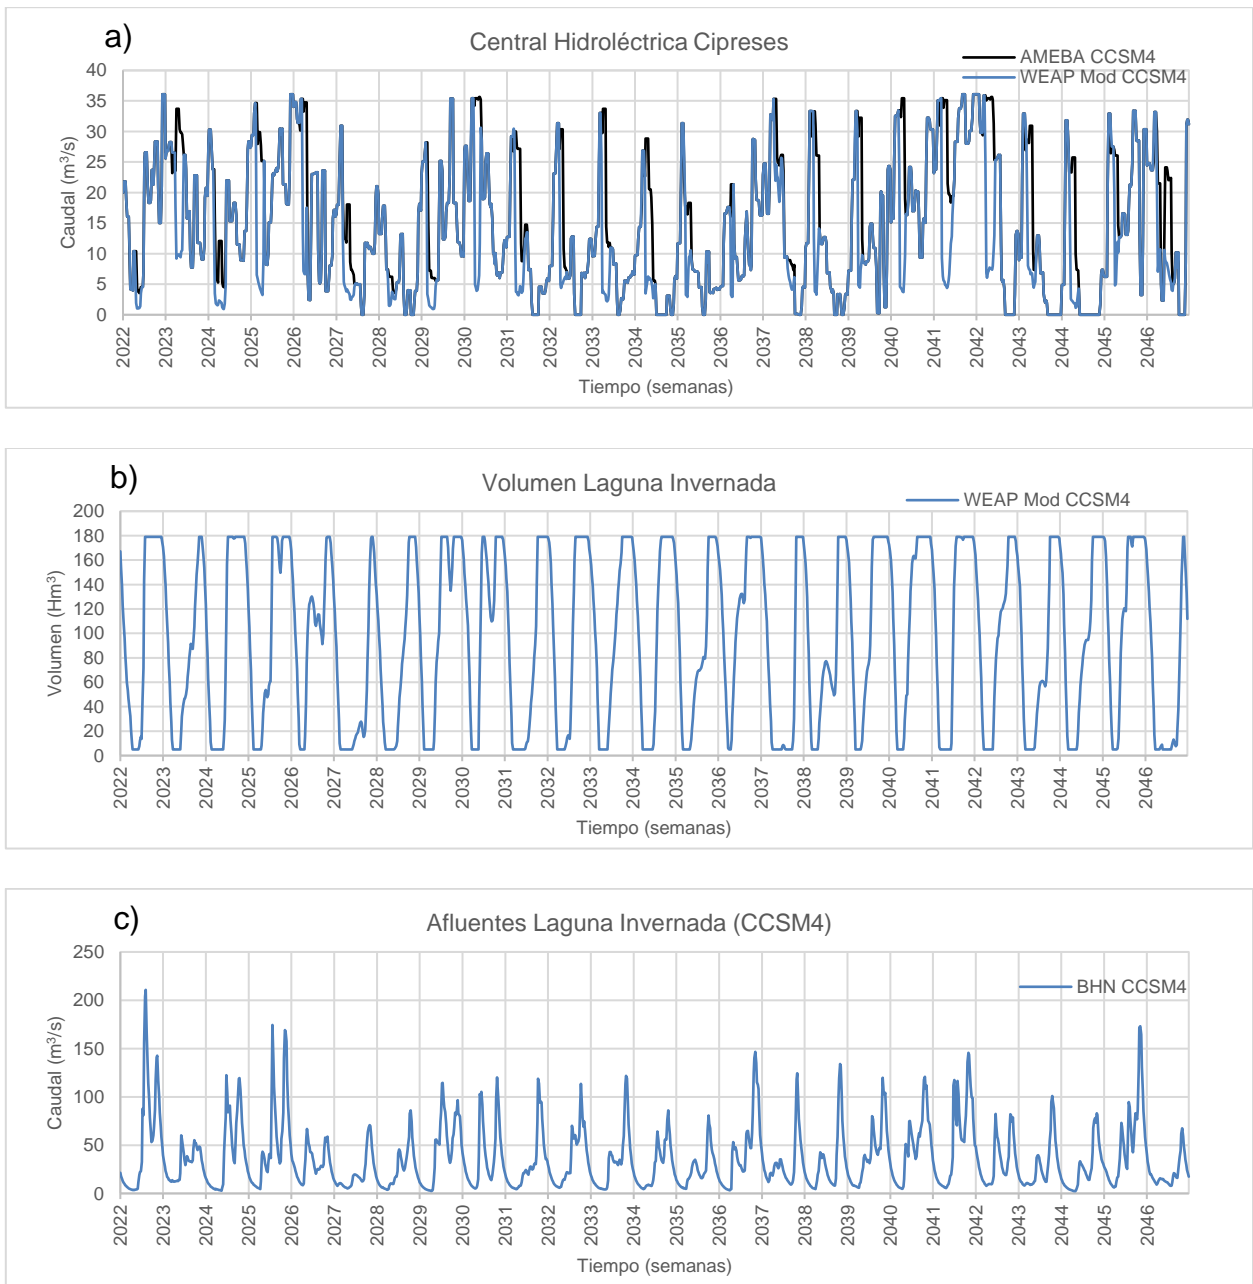 a)
Central Hidroléctrica Cipreses
AMEBA CCSM4
WEAP Mod CCSM4
40
35
30
25
20
15
10
5
0
Caudal (m³/s)
2022 2023 2024 2025 2026 2027 2028 2029 2030 2031 2032 2033 2034 2035 2036 2037 2038 2039 2040 2041 2042 2043 2044 2045 2046
Tiempo (semanas)
b)
Volumen Laguna Invernada
WEAP Mod CCSM4
200
180
160
140
120
100
80
60
40
20
0
Volumen (Hm³)
2022 2023 2024 2025 2026 2027 2028 2029 2030 2031 2032 2033 2034 2035 2036 2037 2038 2039 2040 2041 2042 2043 2044 2045 2046
Tiempo (semanas)
c)
Afluentes Laguna Invernada (CCSM4)
BHN CCSM4
250
200
150
100
50
0
Caudal (m³/s)
2022 2023 2024 2025 2026 2027 2028 2029 2030 2031 2032 2033 2034 2035 2036 2037 2038 2039 2040 2041 2042 2043 2044 2045 2046
Tiempo (semanas)